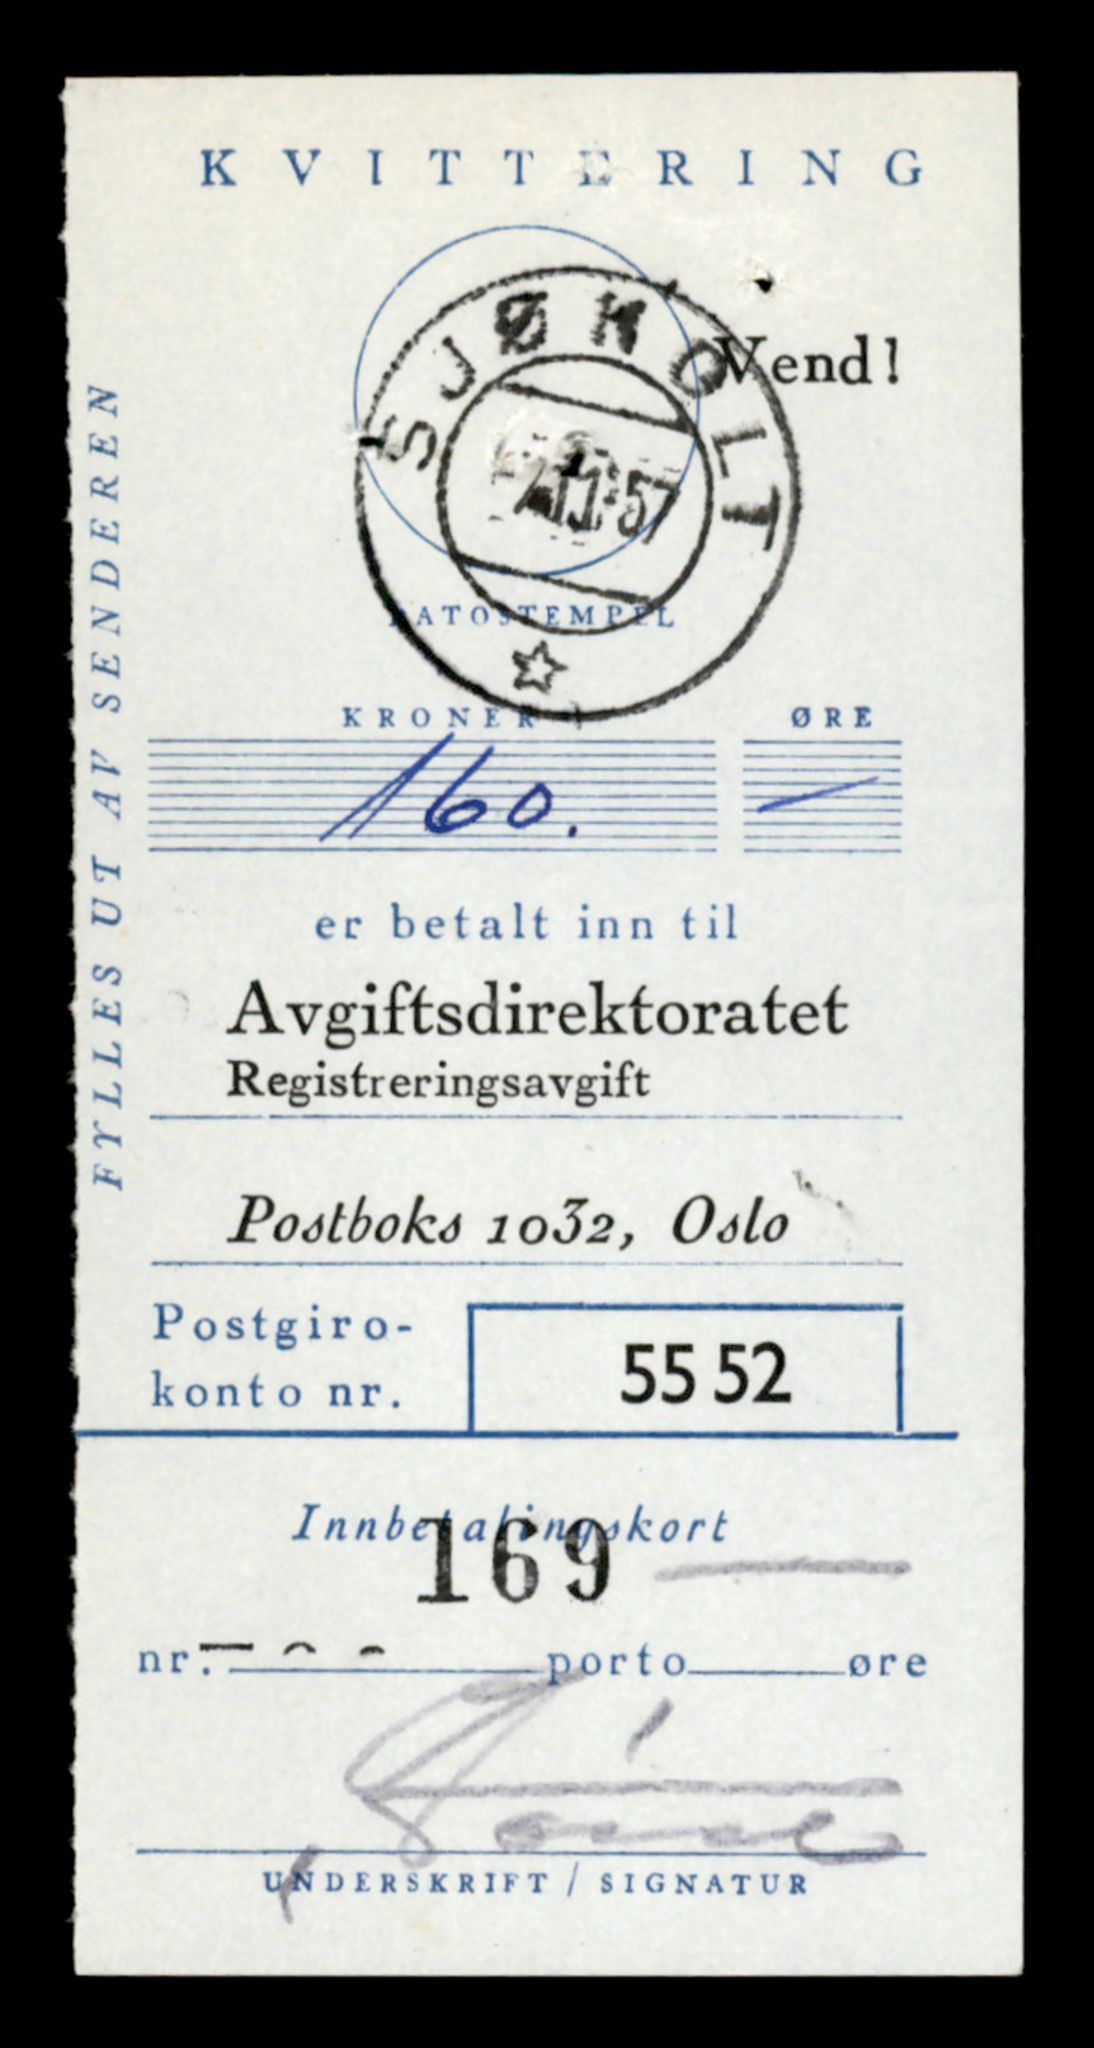 KVITTERING
SJØHOLT
Vend!
57
DATOSTEMPEL
KRONER ØRE
160. —
er betalt inn til
Avgiftsdirektoratet
Registreringsavgift
Postboks 1032, Oslo
Postgiro-
konto nr.
55 52
Innbetalingskort
169 —
nr. porto øre
UNDERSKRIFT / SIGNATUR
FYLLES UT AV SENDEREN